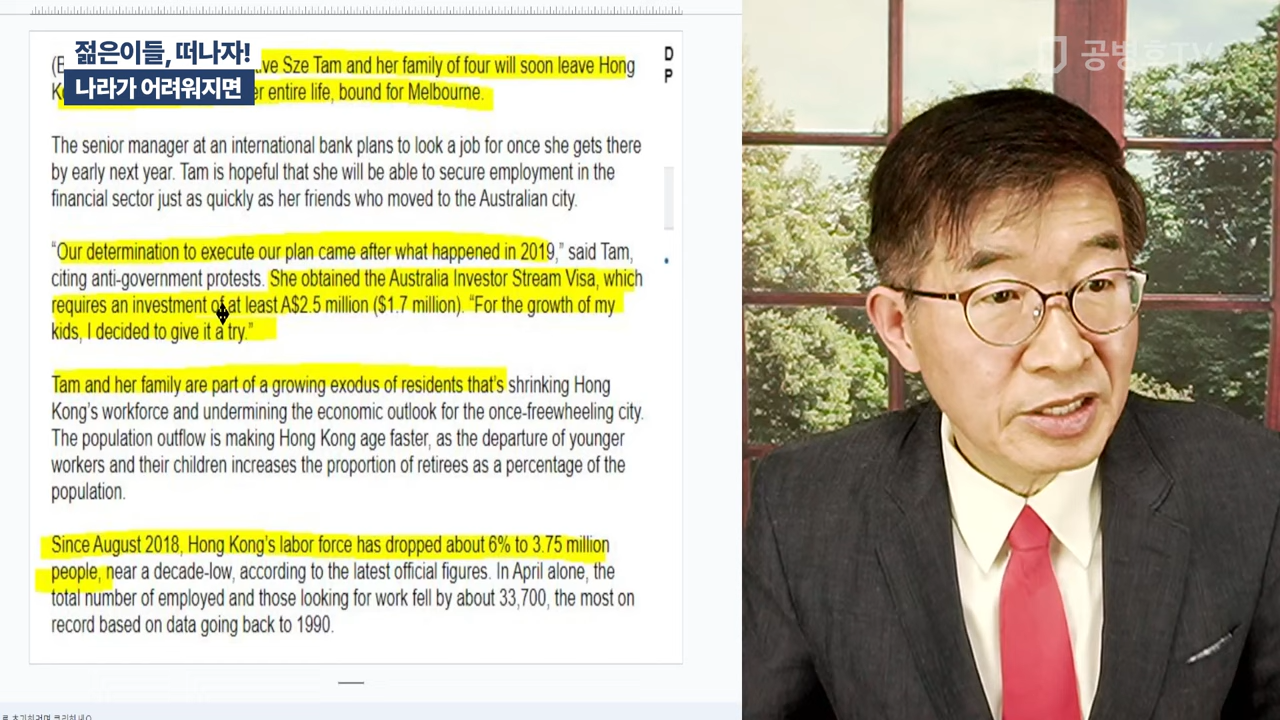 젊은이들, 떠나자!
나라가 어려워지면
공병호TV
(B
ve Sze Tam and her family of four will soon leave Hong
K
er entire life, bound for Melbourne.
D
P
The senior manager at an international bank plans to look a job for once she gets there
by early next year. Tam is hopeful that she will be able to secure employment in the
financial sector just as quickly as her friends who moved to the Australian city.
“Our determination to execute our plan came after what happened in 2019,” said Tam,
citing anti-government protests. She obtained the Australia Investor Stream Visa, which
requires an investment of at least A$2.5 million ($1.7 million). “For the growth of my
kids, I decided to give it a try.”
Tam and her family are part of a growing exodus of residents that’s shrinking Hong
Kong’s workforce and undermining the economic outlook for the once-freewheeling city.
The population outflow is making Hong Kong age faster, as the departure of younger
workers and their children increases the proportion of retirees as a percentage of the
population.
Since August 2018, Hong Kong’s labor force has dropped about 6% to 3.75 million
people, near a decade-low, according to the latest official figures. In April alone, the
total number of employed and those looking for work fell by about 33,700, the most on
record based on data going back to 1990.